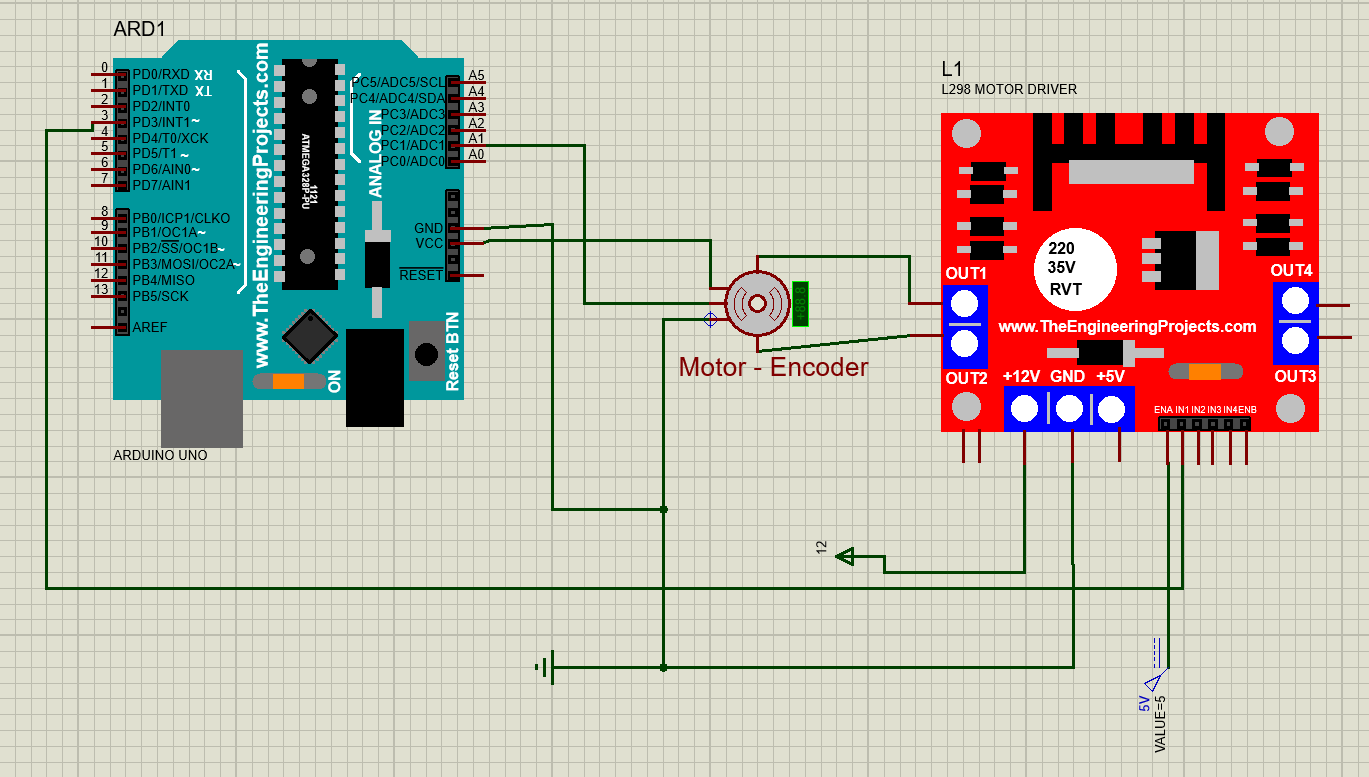 ARD1
0
1
2
3
4
5
6
7
PD0/RXD RX
PD1/TXD TX
PD2/INT0
PD3/INT1~
PD4/T0/XCK
PD5/T1 ~
PD6/AIN0~
PD7/AIN1
8
9
10
11
12
13
PB0/ICP1/CLKO
PB1/OC1A~
PB2/SS/OC1B~
PB3/MOSI/OC2A~
PB4/MISO
PB5/SCK
AREF
www.TheEngineeringProjects.com
ATMEGA328P-PU
1121
ANALOG IN
PC5/ADC5/SCL A5
PC4/ADC4/SDA A4
PC3/ADC3 A3
PC2/ADC2 A2
PC1/ADC1 A1
PC0/ADC0 A0
GND
VCC
RESET
Reset BTN
ON
ARDUINO UNO
Motor - Encoder
L1
L298 MOTOR DRIVER
220
35V
RVT
OUT1
OUT4
www.TheEngineeringProjects.com
OUT2
OUT3
+12V GND +5V
ENA IN1 IN2 IN3 IN4 ENB
12
5V
VALUE=5